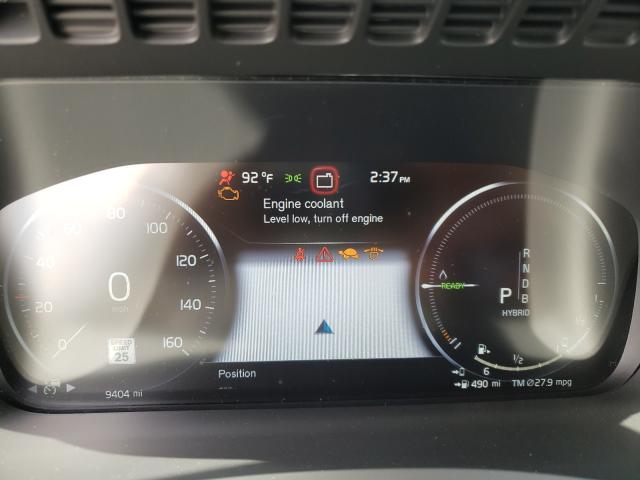 92 °F
2:37 PM
Engine coolant
Level low, turn off engine
0
20
40
60
80
100
120
140
160
0
mph
SPEED LIMIT 25
9404 mi
Position
READY
R
N
D
B
P
HYBRID
1/2
6
490 mi
TM Ø27.9 mpg